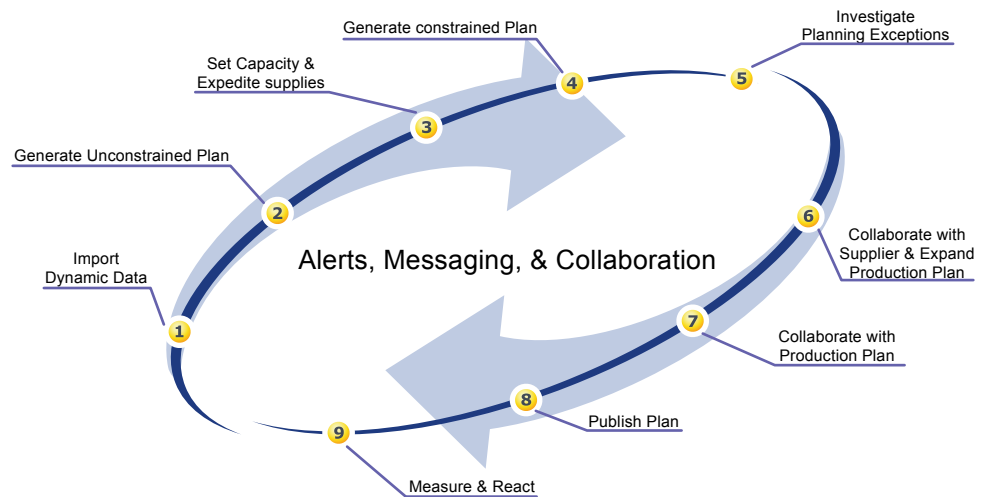 Import
Dynamic Data
1
Generate Unconstrained Plan
2
Set Capacity &
Expedite supplies
3
Generate constrained Plan
4
Investigate
Planning Exceptions
5
Collaborate with
Supplier & Expand
Production Plan
6
Collaborate with
Production Plan
7
Publish Plan
8
Measure & React
9
Alerts, Messaging, & Collaboration